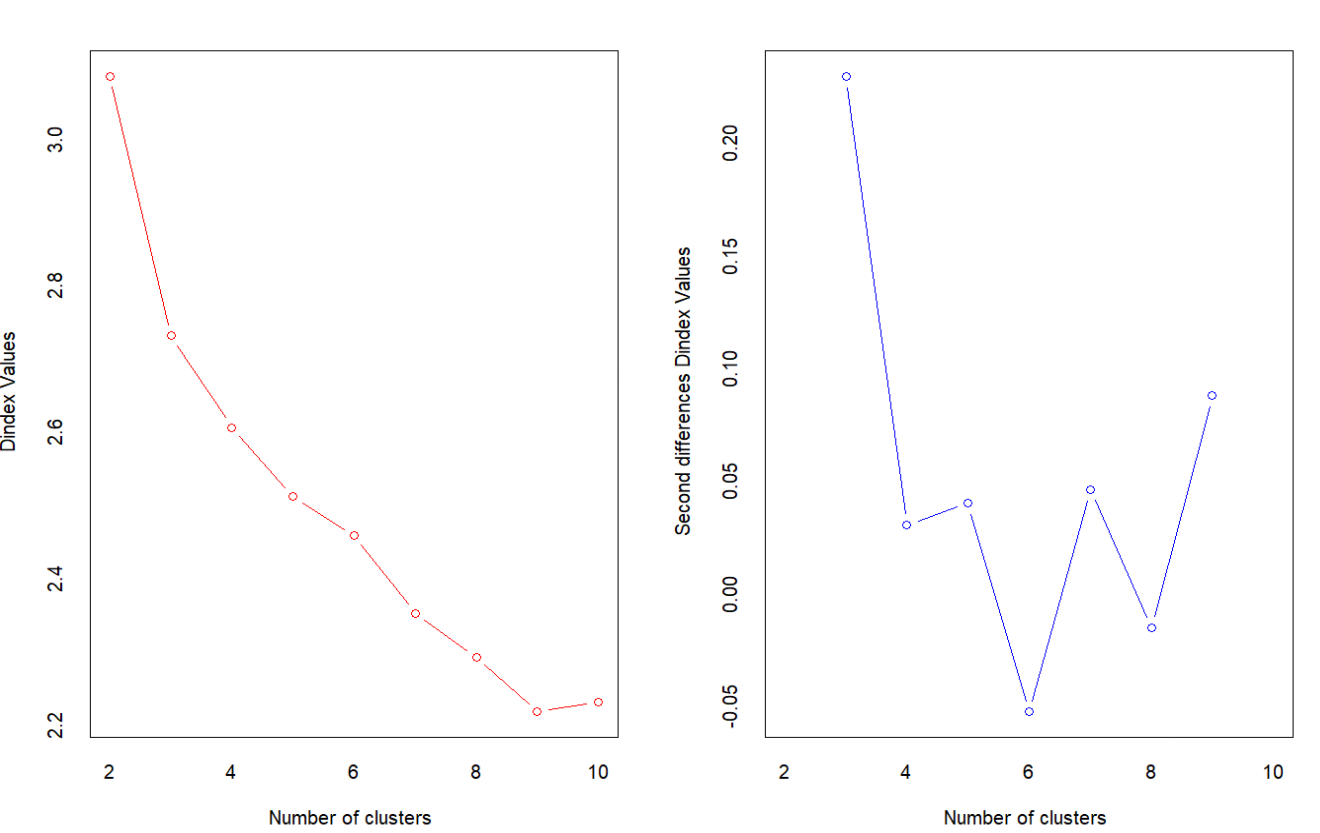 Dindex Values
3.0
2.8
2.6
2.4
2.2
2 4 6 8 10
Number of clusters
Second differences Dindex Values
0.20
0.15
0.10
0.05
0.00
-0.05
2 4 6 8 10
Number of clusters